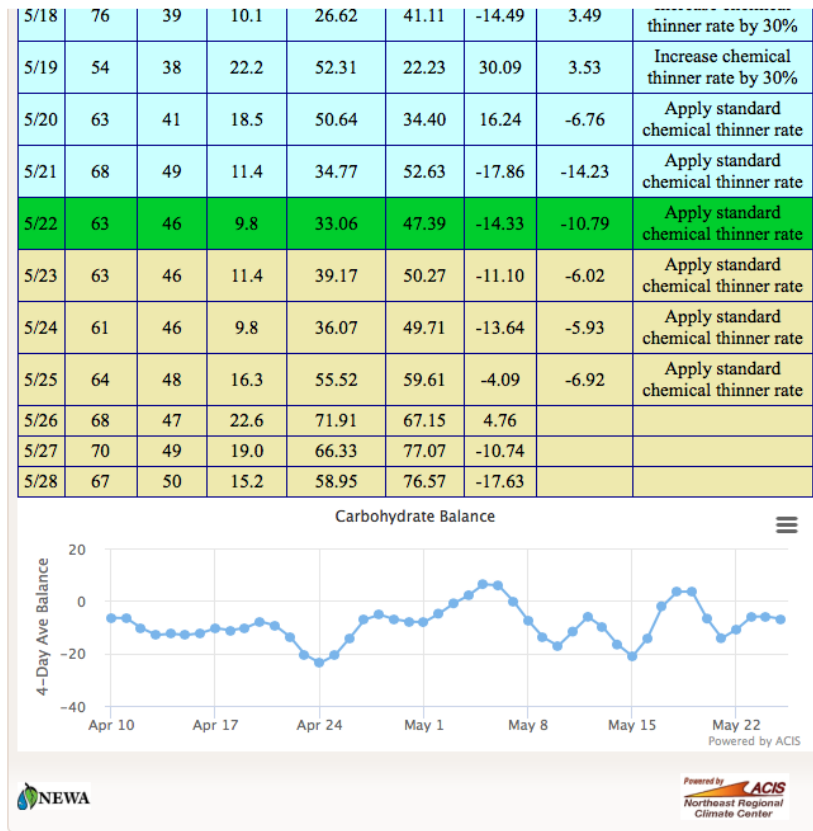 5/18 76 39 10.1 26.62 41.11 -14.49 3.49
thinner rate by 30%
5/19 54 38 22.2 52.31 22.23 30.09 3.53 Increase chemical
thinner rate by 30%
5/20 63 41 18.5 50.64 34.40 16.24 -6.76 Apply standard
chemical thinner rate
5/21 68 49 11.4 34.77 52.63 -17.86 -14.23 Apply standard
chemical thinner rate
5/22 63 46 9.8 33.06 47.39 -14.33 -10.79 Apply standard
chemical thinner rate
5/23 63 46 11.4 39.17 50.27 -11.10 -6.02 Apply standard
chemical thinner rate
5/24 61 46 9.8 36.07 49.71 -13.64 -5.93 Apply standard
chemical thinner rate
5/25 64 48 16.3 55.52 59.61 -4.09 -6.92 Apply standard
chemical thinner rate
5/26 68 47 22.6 71.91 67.15 4.76
5/27 70 49 19.0 66.33 77.07 -10.74
5/28 67 50 15.2 58.95 76.57 -17.63
Carbohydrate Balance
4-Day Ave Balance
20
0
-20
-40
Apr 10 Apr 17 Apr 24 May 1 May 8 May 15 May 22
Powered by ACIS
NEWA
Powered by
ACIS
Northeast Regional
Climate Center